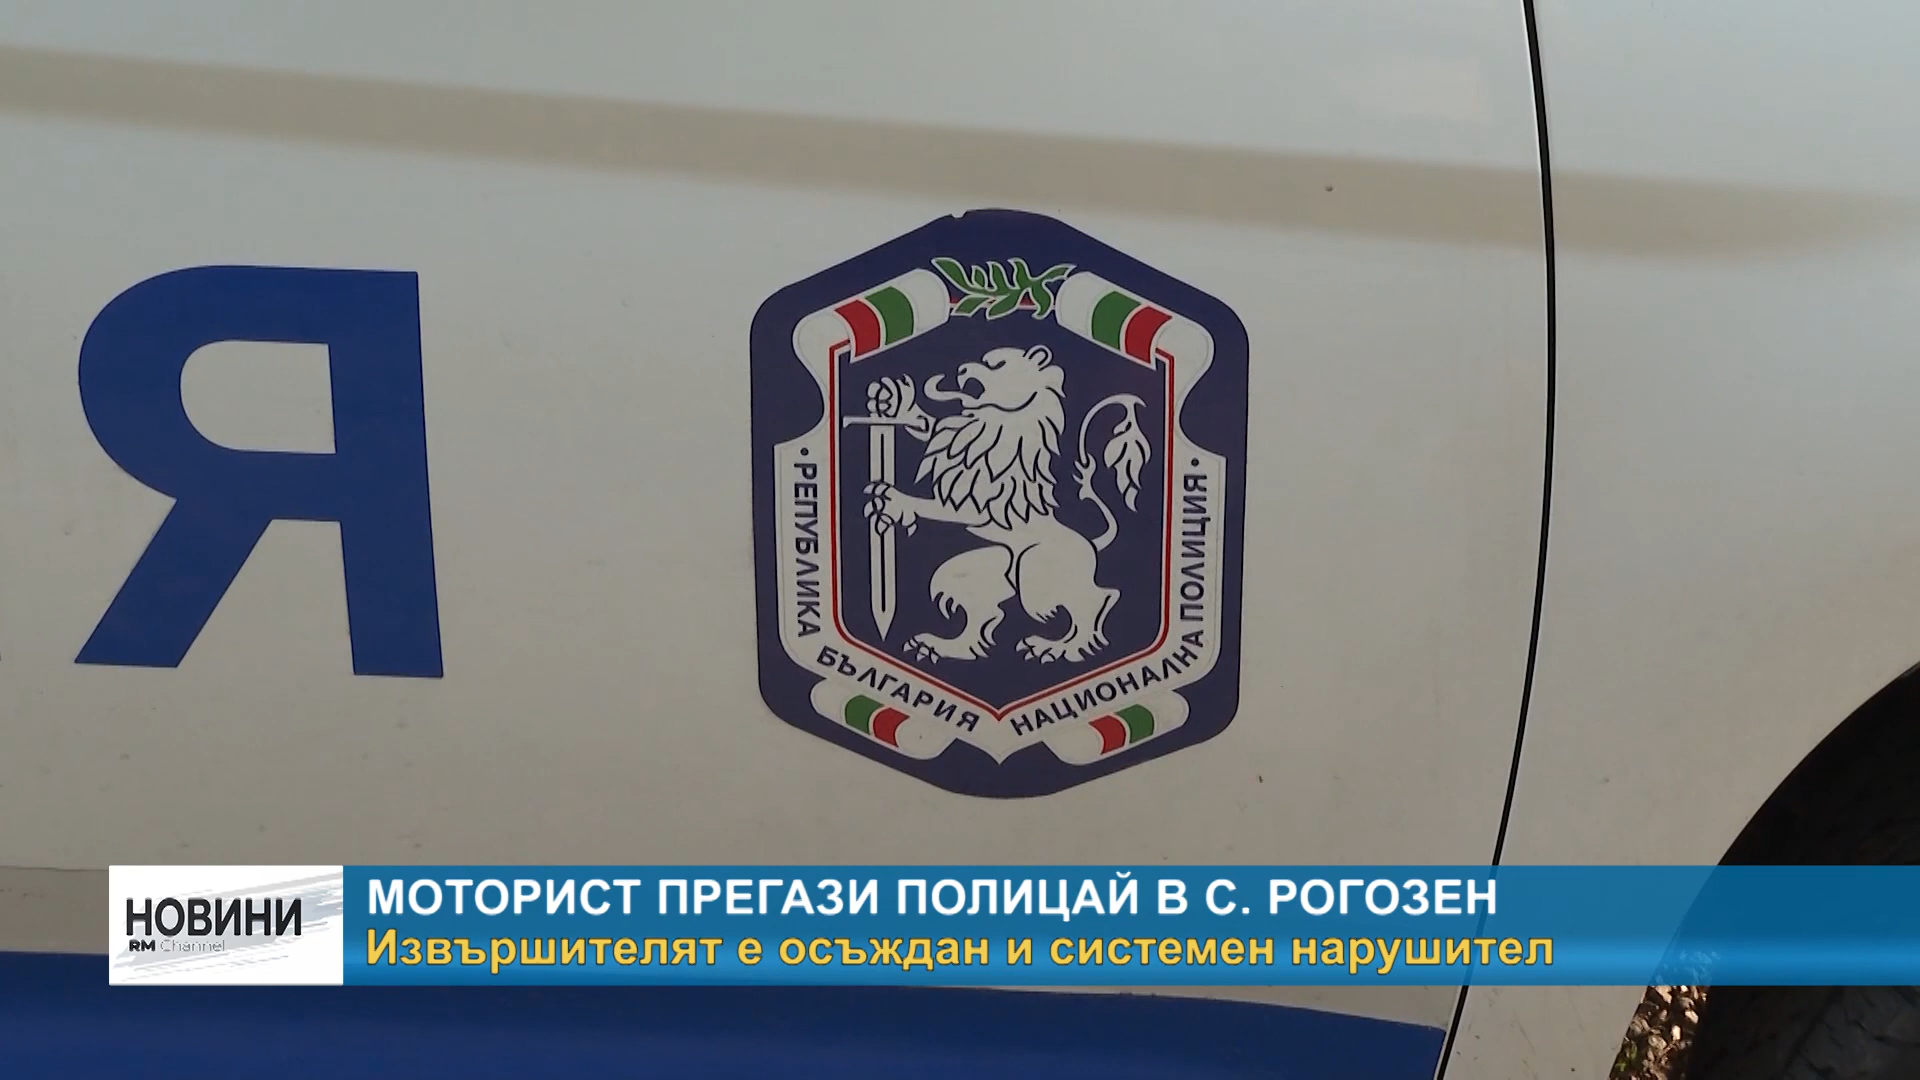 Я
• РЕПУБЛИКА БЪЛГАРИЯ
НАЦИОНАЛНА ПОЛИЦИЯ •
НОВИНИ
RM Channel
МОТОРИСТ ПРЕГАЗИ ПОЛИЦАЙ В С. РОГОЗЕН
Извършителят е осъждан и системен нарушител